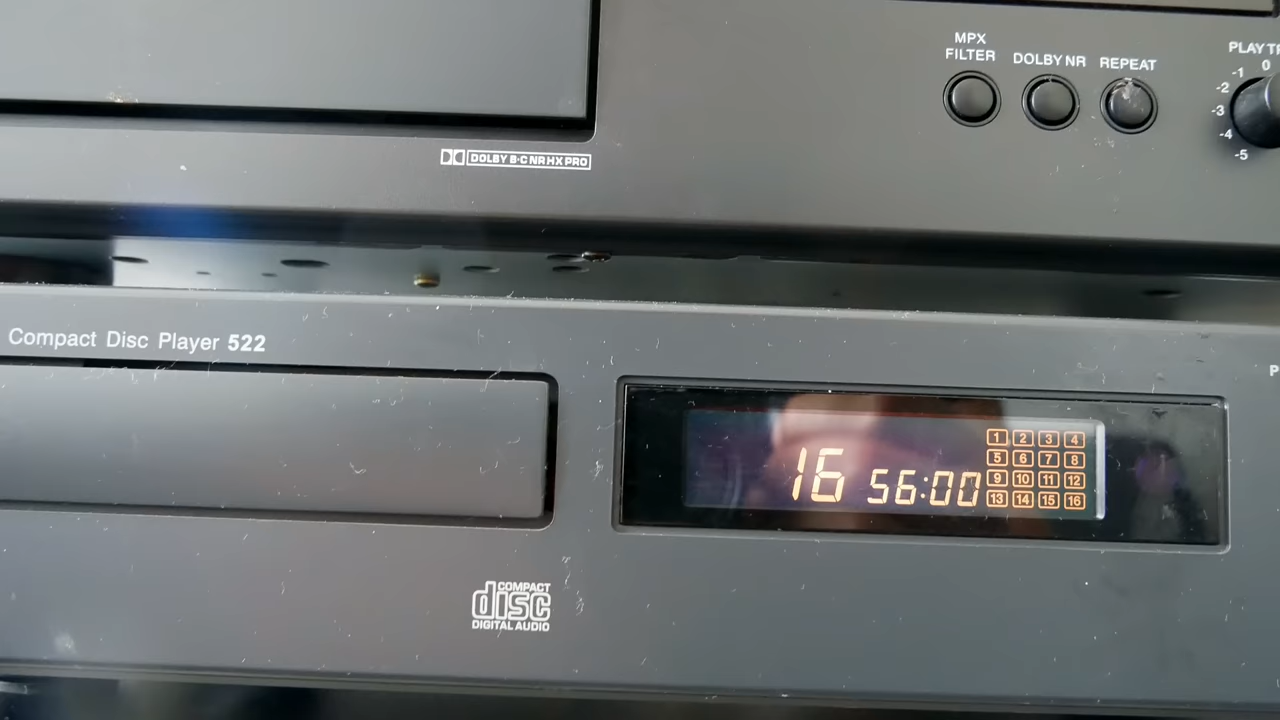 MPX
FILTER
DOLBY NR
REPEAT
PLAY
0
-1
-2
-3
-4
-5
DOLBY B·C NR HX PRO
Compact Disc Player 522
16 56:00
1 2 3 4
5 6 7 8
9 10 11 12
13 14 15 16
COMPACT
disc
DIGITAL AUDIO